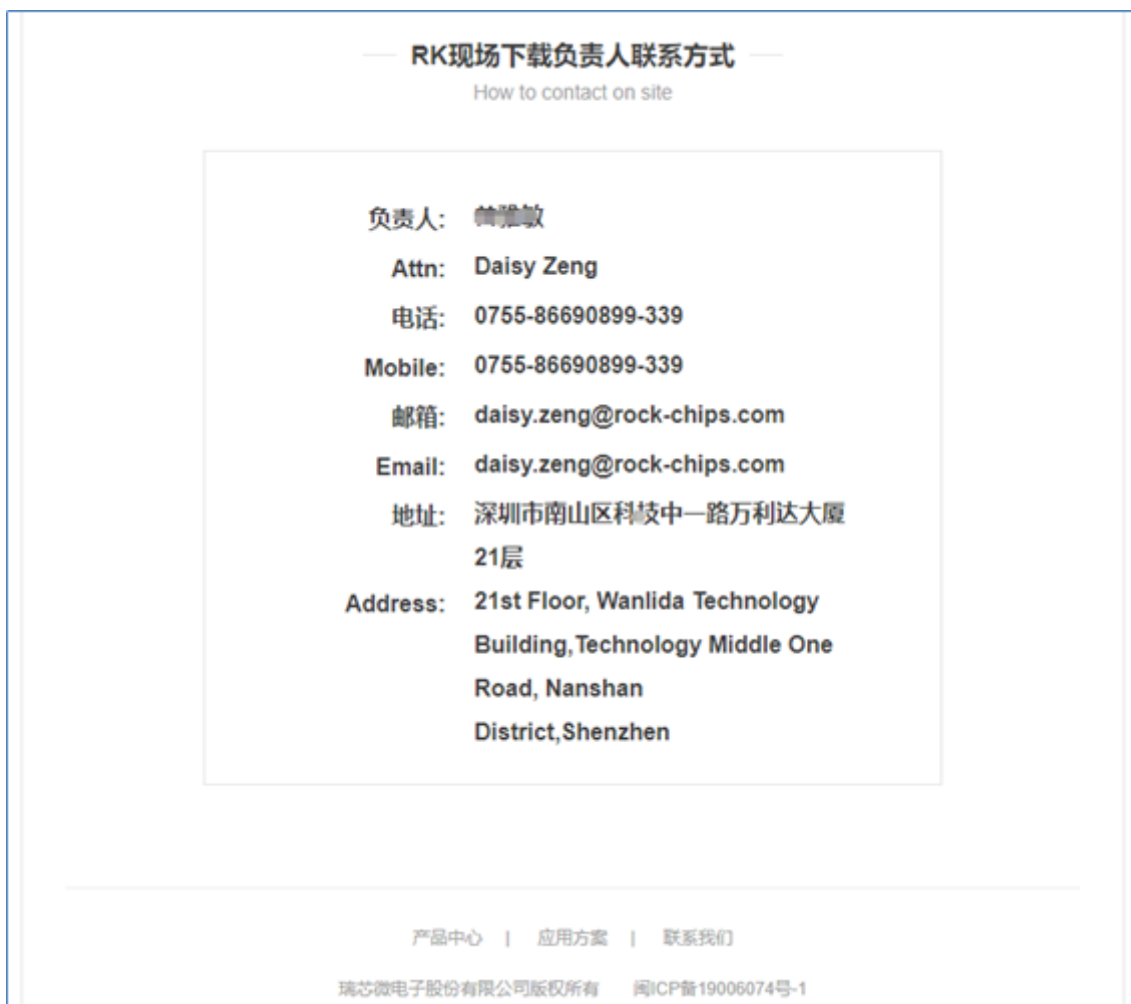 RK现场下载负责人联系方式
How to contact on site
负责人:
Attn: Daisy Zeng
电话: 0755-86690899-339
Mobile: 0755-86690899-339
邮箱: daisy.zeng@rock-chips.com
Email: daisy.zeng@rock-chips.com
地址: 深圳市南山区科技中一路万利达大厦
21层
Address: 21st Floor, Wanlida Technology
Building,Technology Middle One
Road, Nanshan
District,Shenzhen
产品中心 | 应用方案 | 联系我们
瑞芯微电子股份有限公司版权所有 闽ICP备19006074号-1